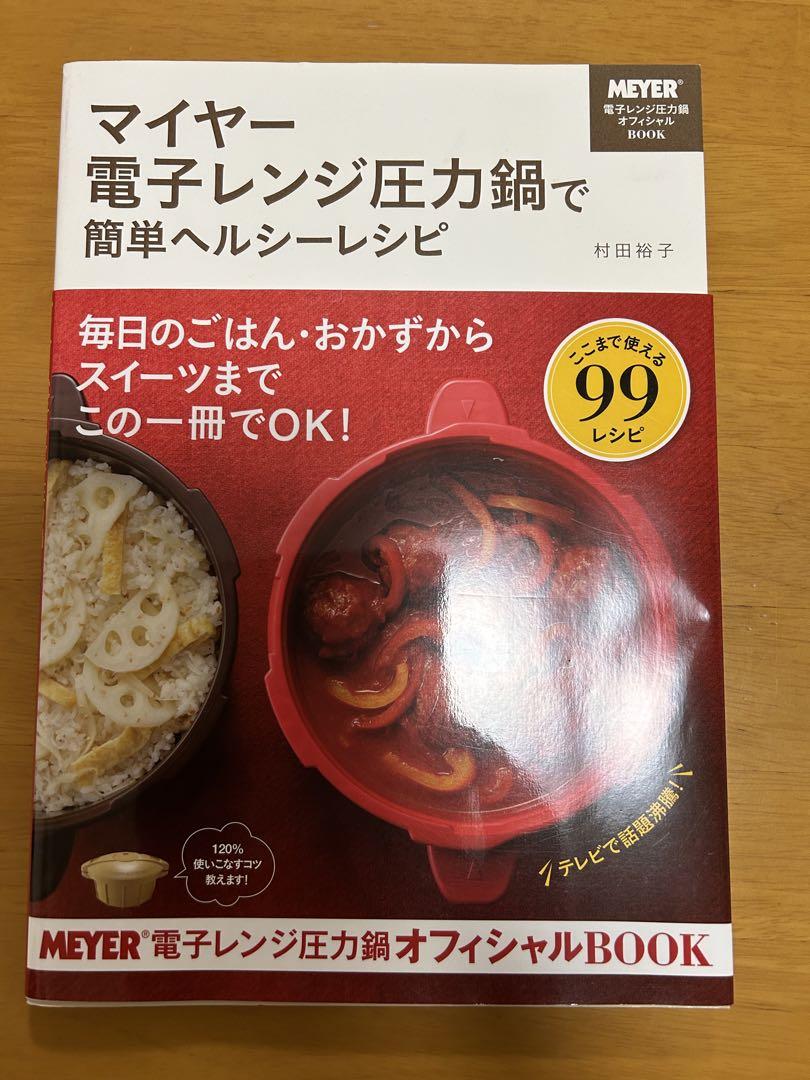 MEYER®
電子レンジ圧力鍋
オフィシャル
BOOK
マイヤー
電子レンジ圧力鍋で
簡単ヘルシーレシピ
村田裕子
毎日のごはん・おかずから
スイーツまで
この一冊でOK!
ここまで使える
99
レシピ
テレビで話題沸騰!
120%
使いこなすコツ
教えます!
MEYER®電子レンジ圧力鍋オフィシャルBOOK